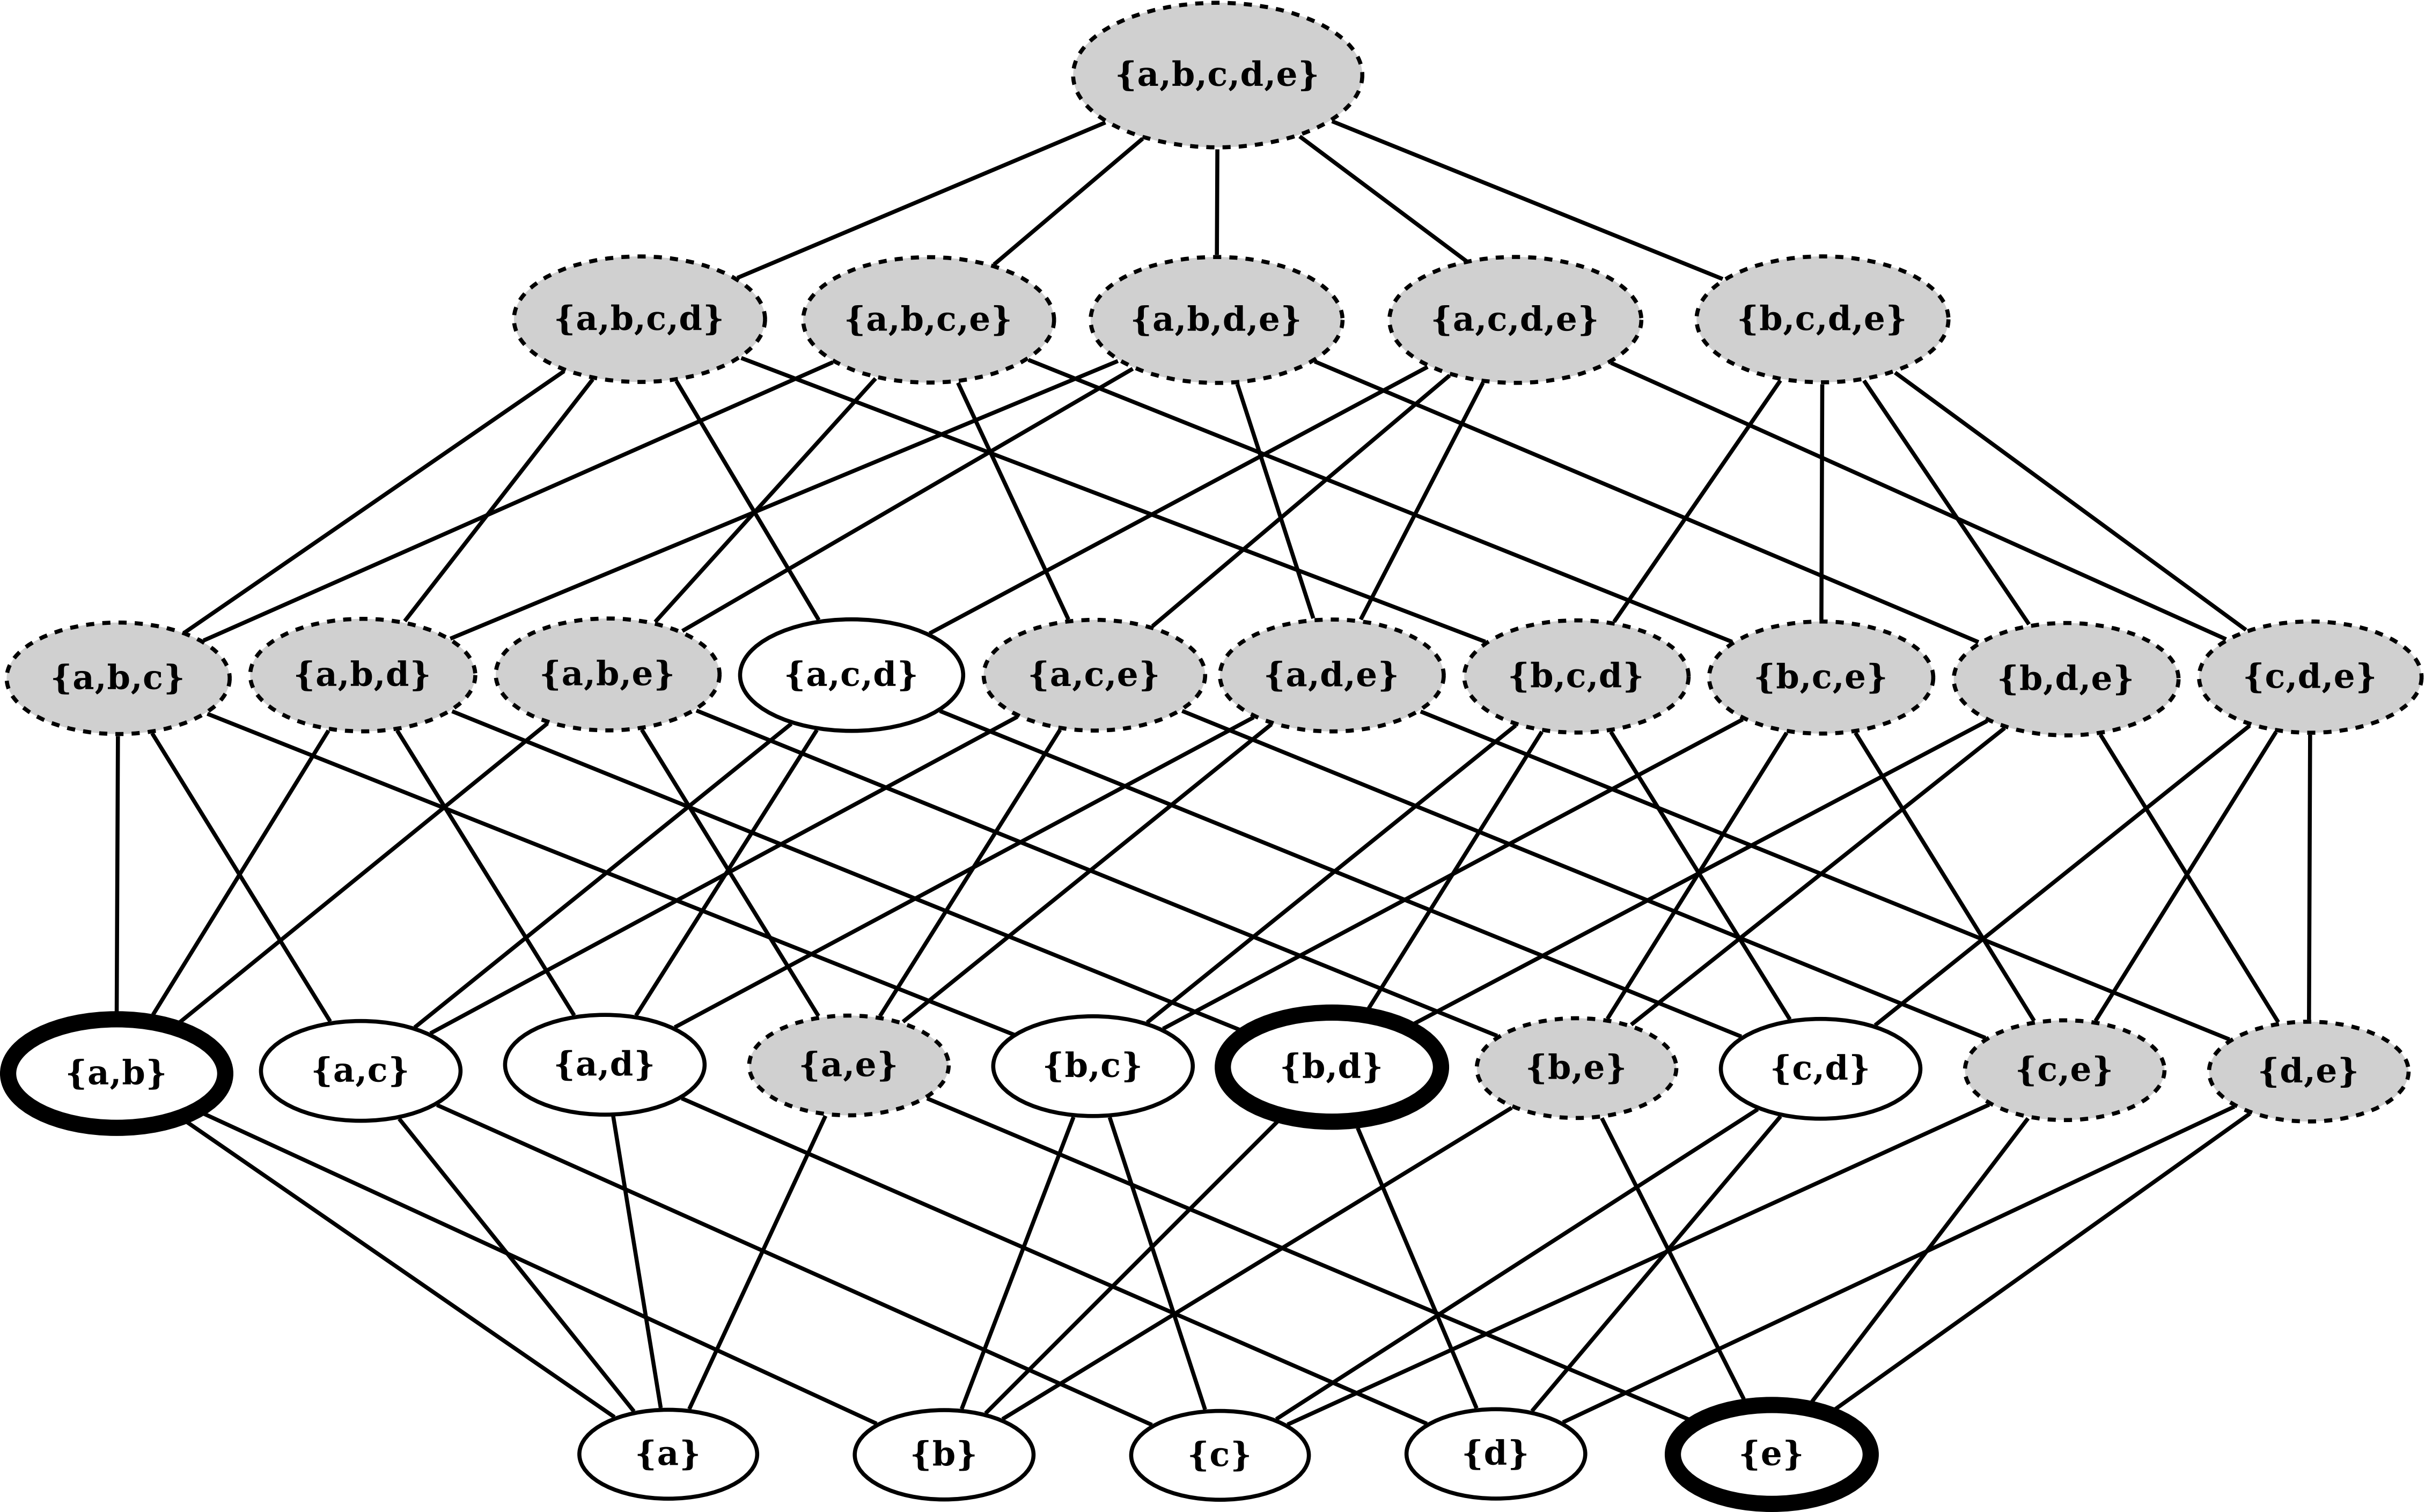 {a,b,c,d,e}
{a,b,c,d} {a,b,c,e} {a,b,d,e} {a,c,d,e} {b,c,d,e}
{a,b,c} {a,b,d} {a,b,e} {a,c,d} {a,c,e} {a,d,e} {b,c,d} {b,c,e} {b,d,e} {c,d,e}
{a,b} {a,c} {a,d} {a,e} {b,c} {b,d} {b,e} {c,d} {c,e} {d,e}
{a} {b} {c} {d} {e}